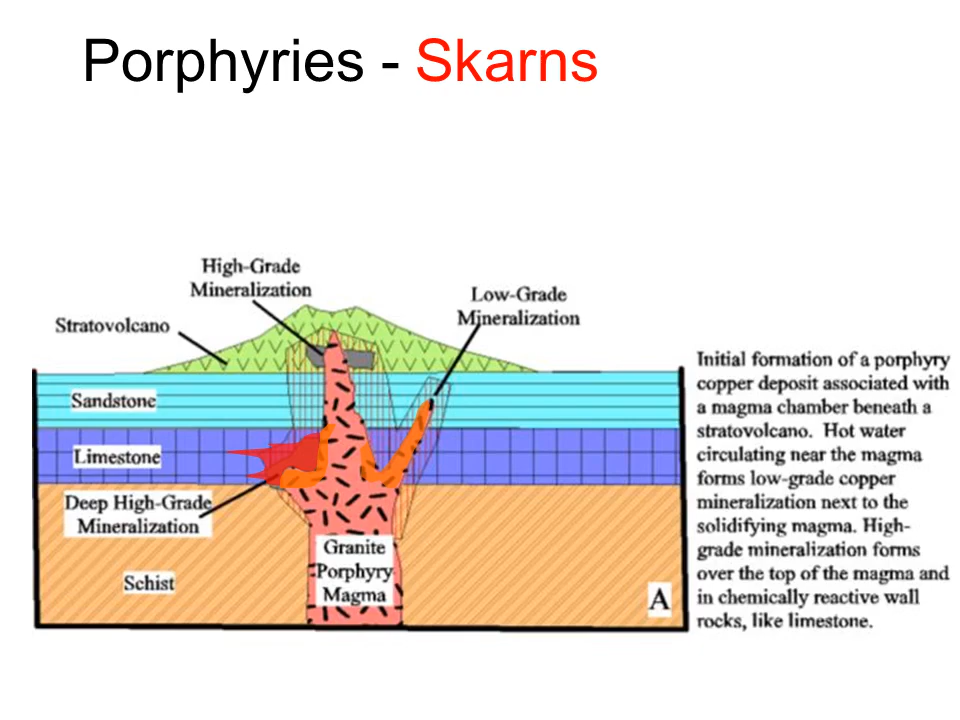 Porphyries - Skarns
High-Grade
Mineralization
Low-Grade
Mineralization
Stratovolcano
Sandstone
Limestone
Deep High-Grade
Mineralization
Schist
Granite
Porphyry
Magma
A
Initial formation of a porphyry
copper deposit associated with
a magma chamber beneath a
stratovolcano. Hot water
circulating near the magma
forms low-grade copper
mineralization next to the
solidifying magma. High-
grade mineralization forms
over the top of the magma and
in chemically reactive wall
rocks, like limestone.